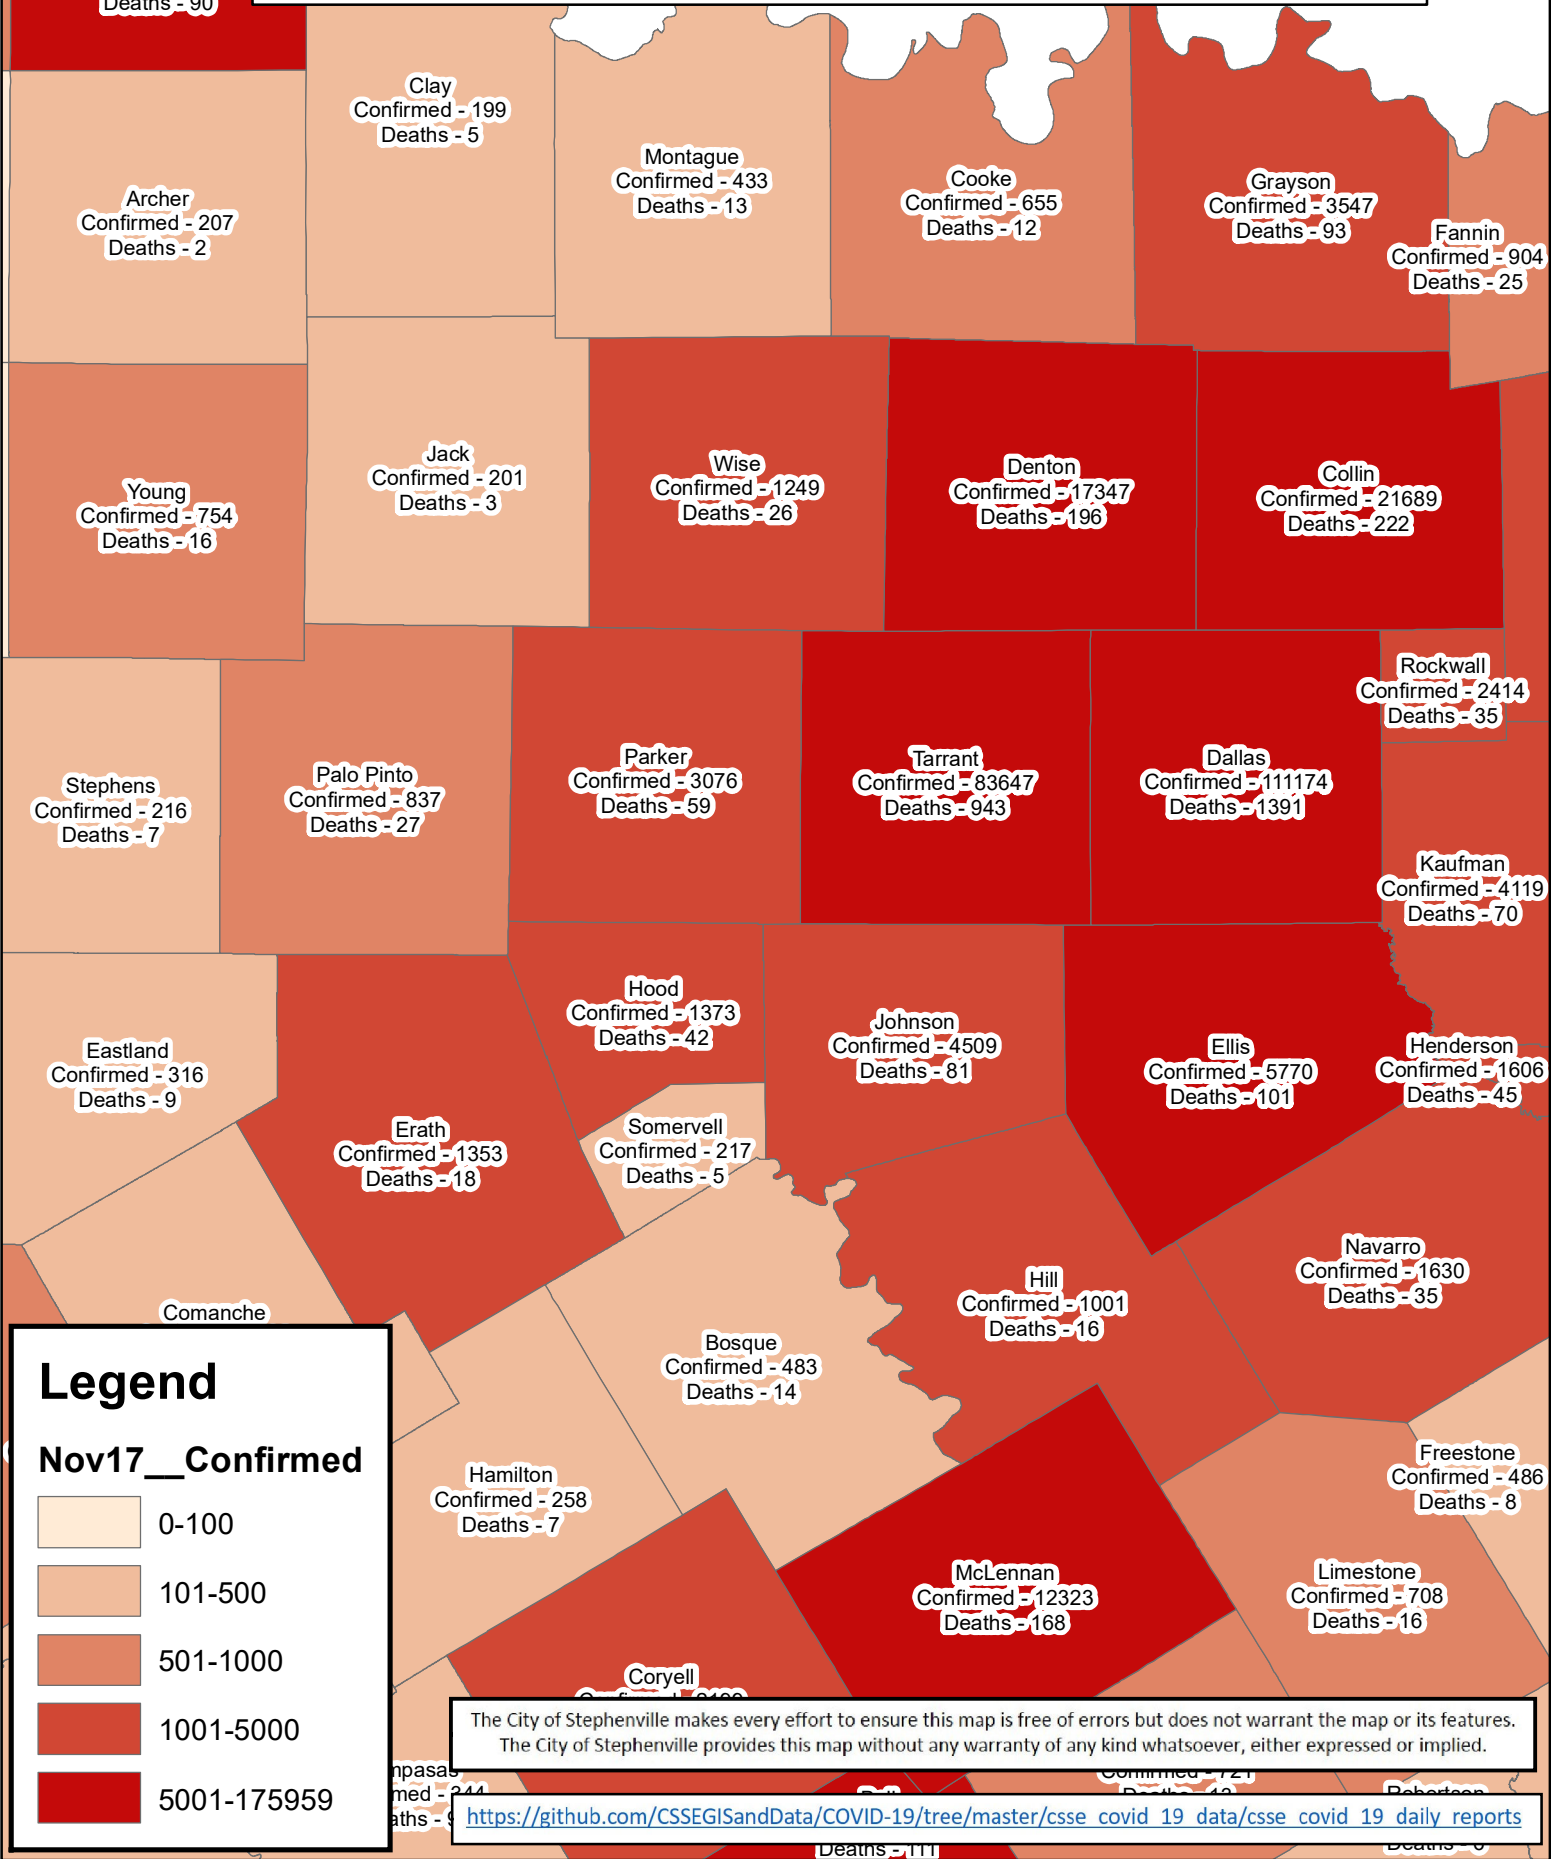 Deaths - 90
Clay
Confirmed - 199
Deaths - 5
Montague
Confirmed - 433
Deaths - 13
Cooke
Confirmed - 655
Deaths - 12
Grayson
Confirmed - 3547
Deaths - 93
Archer
Confirmed - 207
Deaths - 2
Fannin
Confirmed - 904
Deaths - 25
Young
Confirmed - 754
Deaths - 16
Jack
Confirmed - 201
Deaths - 3
Wise
Confirmed - 1249
Deaths - 26
Denton
Confirmed - 17347
Deaths - 196
Collin
Confirmed - 21689
Deaths - 222
Rockwall
Confirmed - 2414
Deaths - 35
Stephens
Confirmed - 216
Deaths - 7
Palo Pinto
Confirmed - 837
Deaths - 27
Parker
Confirmed - 3076
Deaths - 59
Tarrant
Confirmed - 83647
Deaths - 943
Dallas
Confirmed - 111174
Deaths - 1391
Kaufman
Confirmed - 4119
Deaths - 70
Eastland
Confirmed - 316
Deaths - 9
Erath
Confirmed - 1353
Deaths - 18
Hood
Confirmed - 1373
Deaths - 42
Somervell
Confirmed - 217
Deaths - 5
Johnson
Confirmed - 4509
Deaths - 81
Ellis
Confirmed - 5770
Deaths - 101
Henderson
Confirmed - 1606
Deaths - 45
Comanche
Bosque
Confirmed - 483
Deaths - 14
Hill
Confirmed - 1001
Deaths - 16
Navarro
Confirmed - 1630
Deaths - 35
Hamilton
Confirmed - 258
Deaths - 7
Freestone
Confirmed - 486
Deaths - 8
McLennan
Confirmed - 12323
Deaths - 168
Limestone
Confirmed - 708
Deaths - 16
Coryell
Legend
Nov17__Confirmed
0-100
101-500
501-1000
1001-5000
5001-175959
The City of Stephenville makes every effort to ensure this map is free of errors but does not warrant the map or its features.
The City of Stephenville provides this map without any warranty of any kind whatsoever, either expressed or implied.
mpasas
med - 344
aths - 9
Confirmed - 721
Deaths - 13
Robertson
https://github.com/CSSEGISandData/COVID-19/tree/master/csse_covid_19_data/csse_covid_19_daily_reports
Deaths - 111